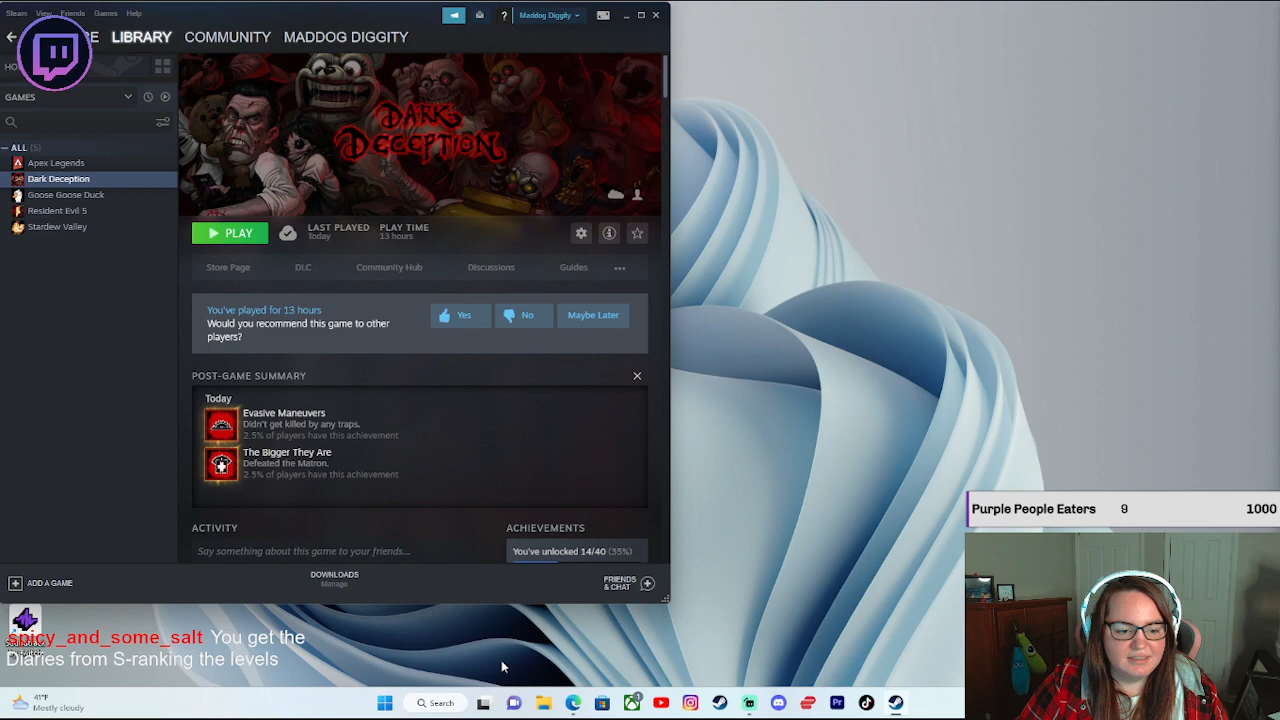 Steam View Friends Games Help
? Maddog Diggity
LIBRARY COMMUNITY MADDOG DIGGITY
GAMES
ALL (5)
Apex Legends
Dark Deception
Goose Goose Duck
Resident Evil 5
Stardew Valley
DARK
DECEPTION
PLAY
LAST PLAYED
Today
PLAY TIME
13 hours
Store Page DLC Community Hub Discussions Guides
You've played for 13 hours
Would you recommend this game to other
players?
Yes No Maybe Later
POST-GAME SUMMARY
Today
Evasive Maneuvers
Didn't get killed by any traps.
2.5% of players have this achievement
The Bigger They Are
Defeated the Matron.
2.5% of players have this achievement
ACTIVITY
Say something about this game to your friends...
ACHIEVEMENTS
You've unlocked 14/40 (35%)
ADD A GAME
DOWNLOADS
Manage
FRIENDS
& CHAT
Purple People Eaters 9 1000
spicy_and_some_salt You get the
Diaries from S-ranking the levels
41°F
Mostly cloudy
Search
1
Pr